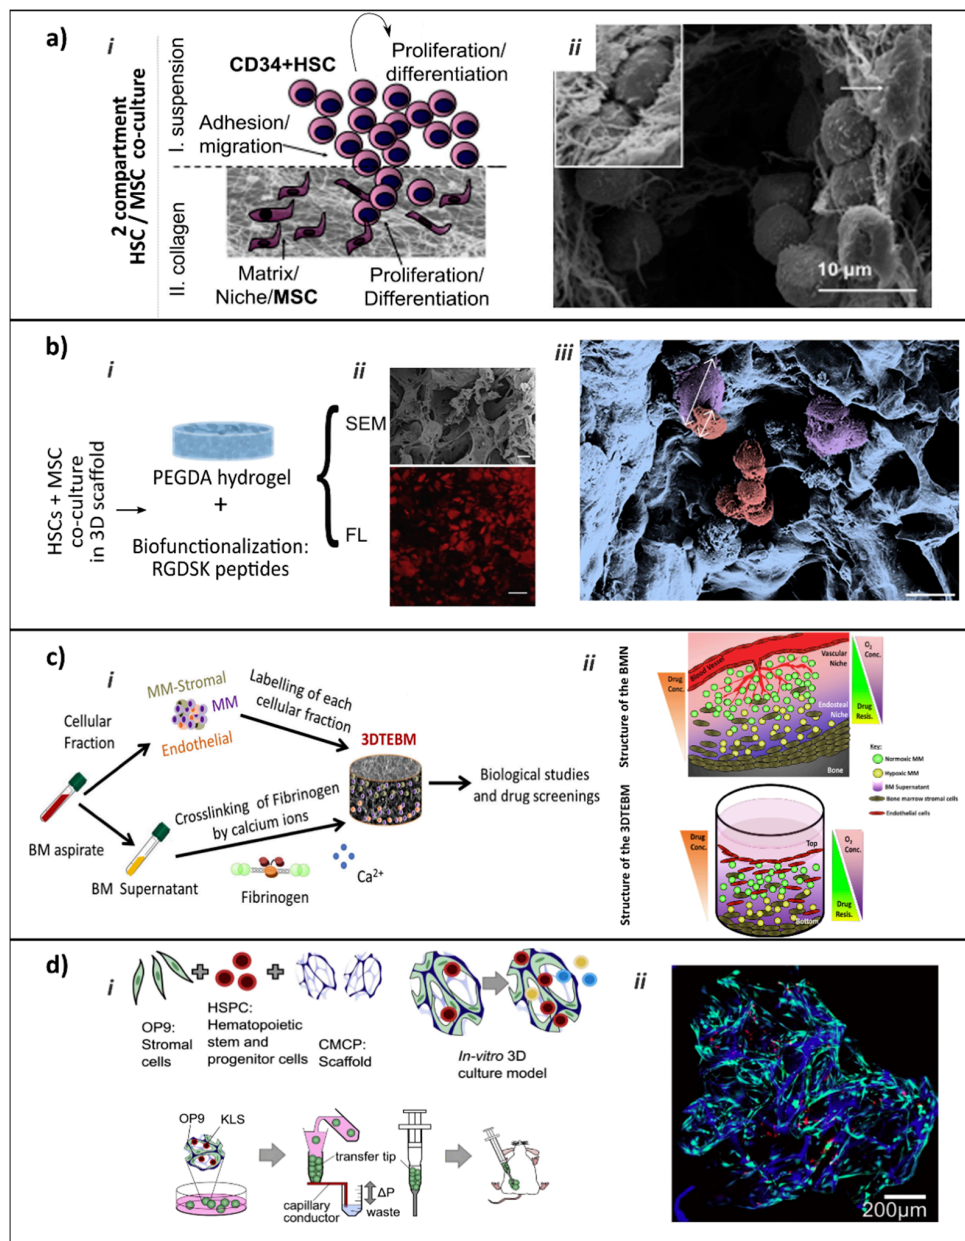 a)
i
2 compartment
HSC / MSC co-culture
I. suspension
II. collagen
CD34+HSC
Proliferation/
differentiation
Adhesion/
migration
Matrix/
Niche/MSC
Proliferation/
Differentiation
ii
10 µm
b)
i
HSCs + MSC
co-culture
in 3D scaffold
PEGDA hydrogel
+
Biofunctionalization:
RGDSK peptides
ii
SEM
FL
iii
c)
i
Cellular
Fraction
MM-Stromal
MM
Endothelial
Labelling of each
cellular fraction
3DTEBM
BM aspirate
BM Supernatant
Crosslinking of Fibrinogen
by calcium ions
Fibrinogen
Ca2+
Biological studies
and drug screenings
ii
Structure of the BMN
Drug
Conc.
Blood Vessel
Vascular
Niche
Endosteal
Niche
Bone
O2
Conc.
Drug
Resis.
Key:
Normoxic MM
Hypoxic MM
BM Supernatant
Bone marrow stromal cells
Endothelial cells
Structure of the 3DTEBM
Drug
Conc.
Top
Bottom
O2
Conc.
Drug
Resis.
d)
i
OP9:
Stromal
cells
HSPC:
Hematopoietic
stem and
progenitor cells
CMCP:
Scaffold
In-vitro 3D
culture model
OP9
KLS
transfer tip
capillary
conductor
ΔP
waste
ii
200µm